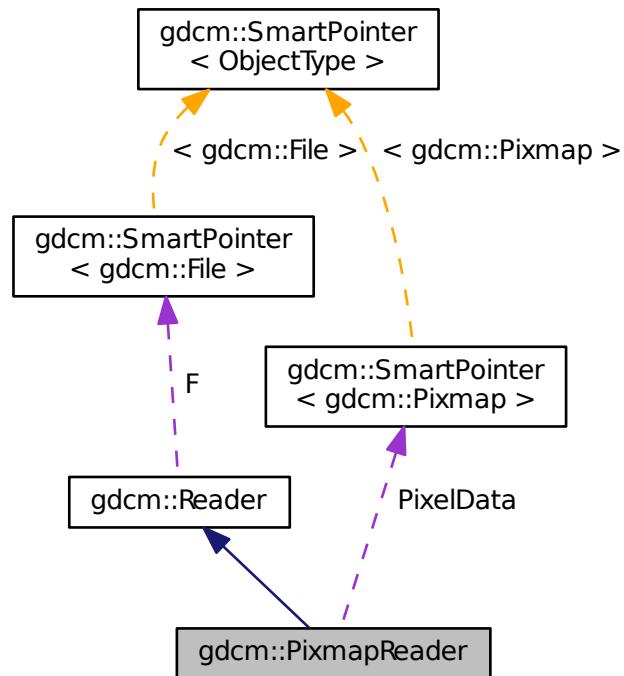 gdcm::SmartPointer
< ObjectType >
< gdcm::File >
< gdcm::Pixmap >
gdcm::SmartPointer
< gdcm::File >
gdcm::SmartPointer
< gdcm::Pixmap >
F
gdcm::Reader
PixelData
gdcm::PixmapReader